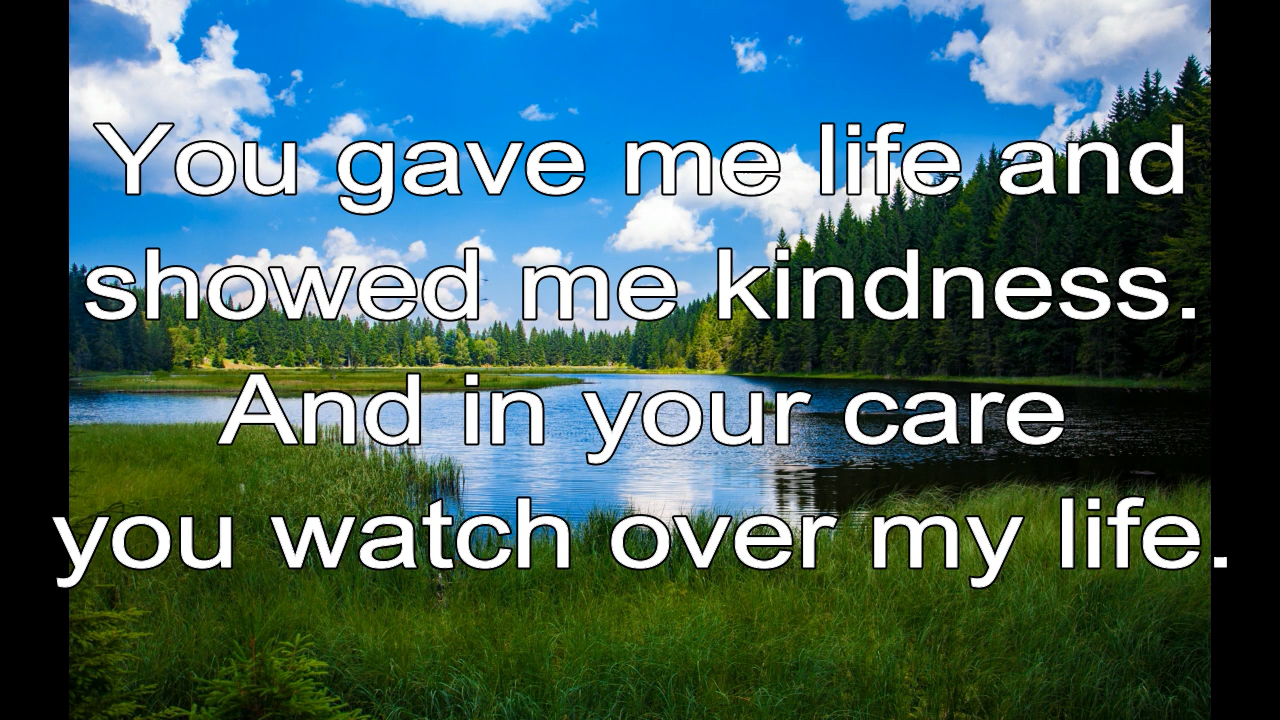 You gave me life and
showed me kindness.
And in your care
you watch over my life.